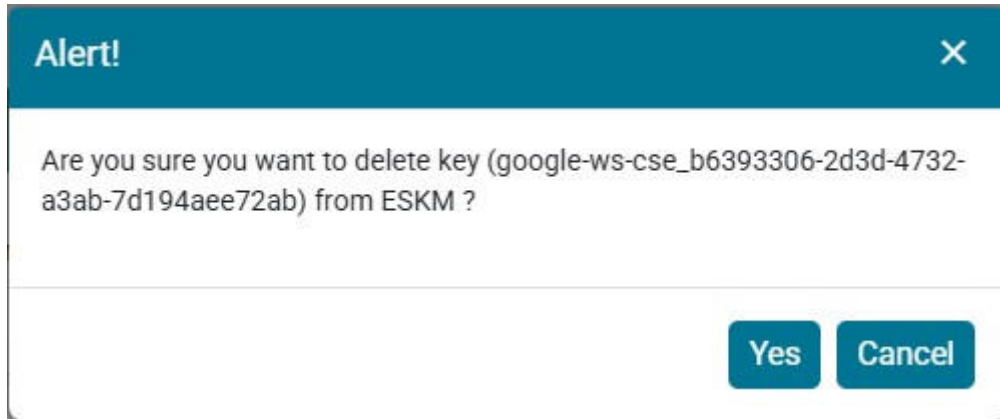 Alert!
Are you sure you want to delete key (google-ws-cse_b6393306-2d3d-4732-
a3ab-7d194aee72ab) from ESKM ?
Yes Cancel